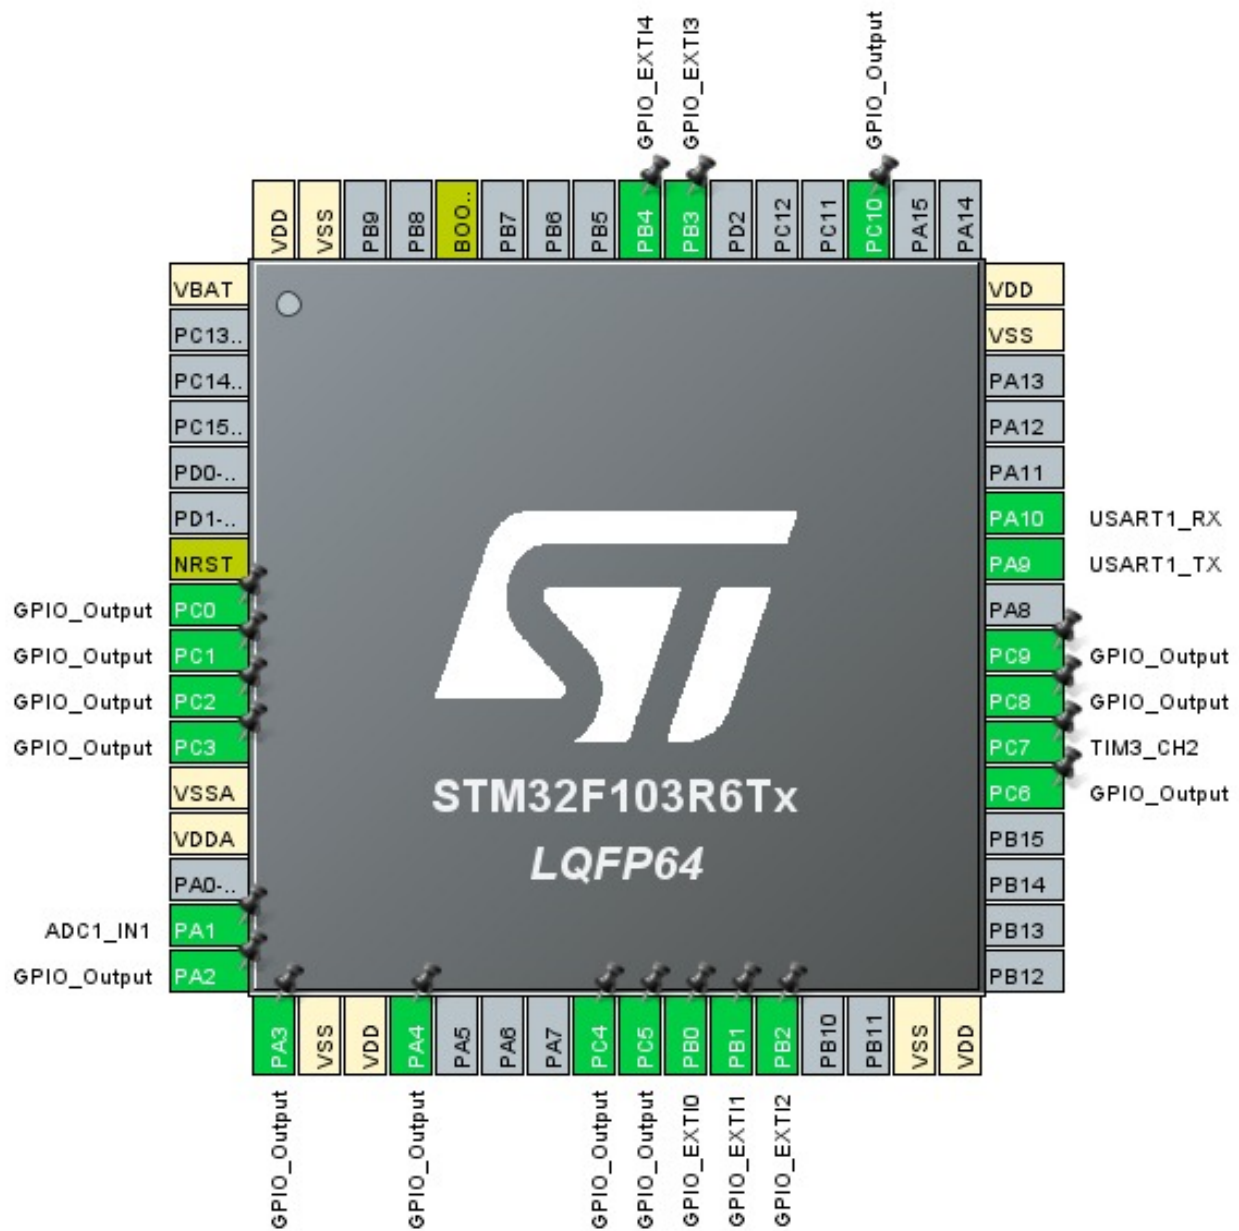 GPIO_EXTI4
GPIO_EXTI3
GPIO_Output
VDD
VSS
PB9
PB8
BOO..
PB7
PB6
PB5
PB4
PB3
PD2
PC12
PC11
PC10
PA15
PA14
VBAT
PC13..
PC14..
PC15..
PD0-..
PD1-..
NRST
GPIO_Output PC0
GPIO_Output PC1
GPIO_Output PC2
GPIO_Output PC3
VSSA
VDDA
PA0-..
ADC1_IN1 PA1
GPIO_Output PA2
ST
STM32F103R6Tx
LQFP64
VDD
VSS
PA13
PA12
PA11
PA10 USART1_RX
PA9 USART1_TX
PA8
PC9 GPIO_Output
PC8 GPIO_Output
PC7 TIM3_CH2
PC6 GPIO_Output
PB15
PB14
PB13
PB12
PA3
VSS
VDD
PA4
PA5
PA6
PA7
PC4
PC5
PB0
PB1
PB2
PB10
PB11
VSS
VDD
GPIO_Output
GPIO_Output
GPIO_Output
GPIO_Output
GPIO_EXTI0
GPIO_EXTI1
GPIO_EXTI2